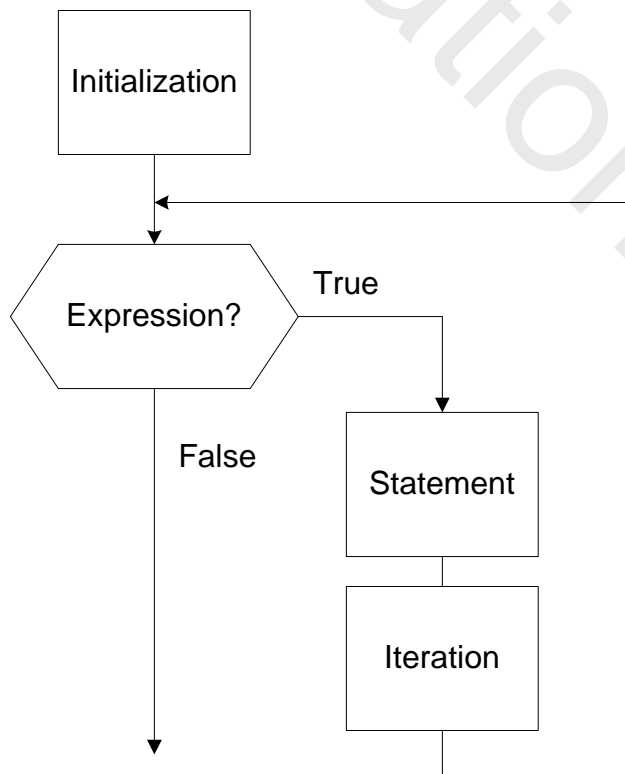 Initialization
Expression?
True
False
Statement
Iteration